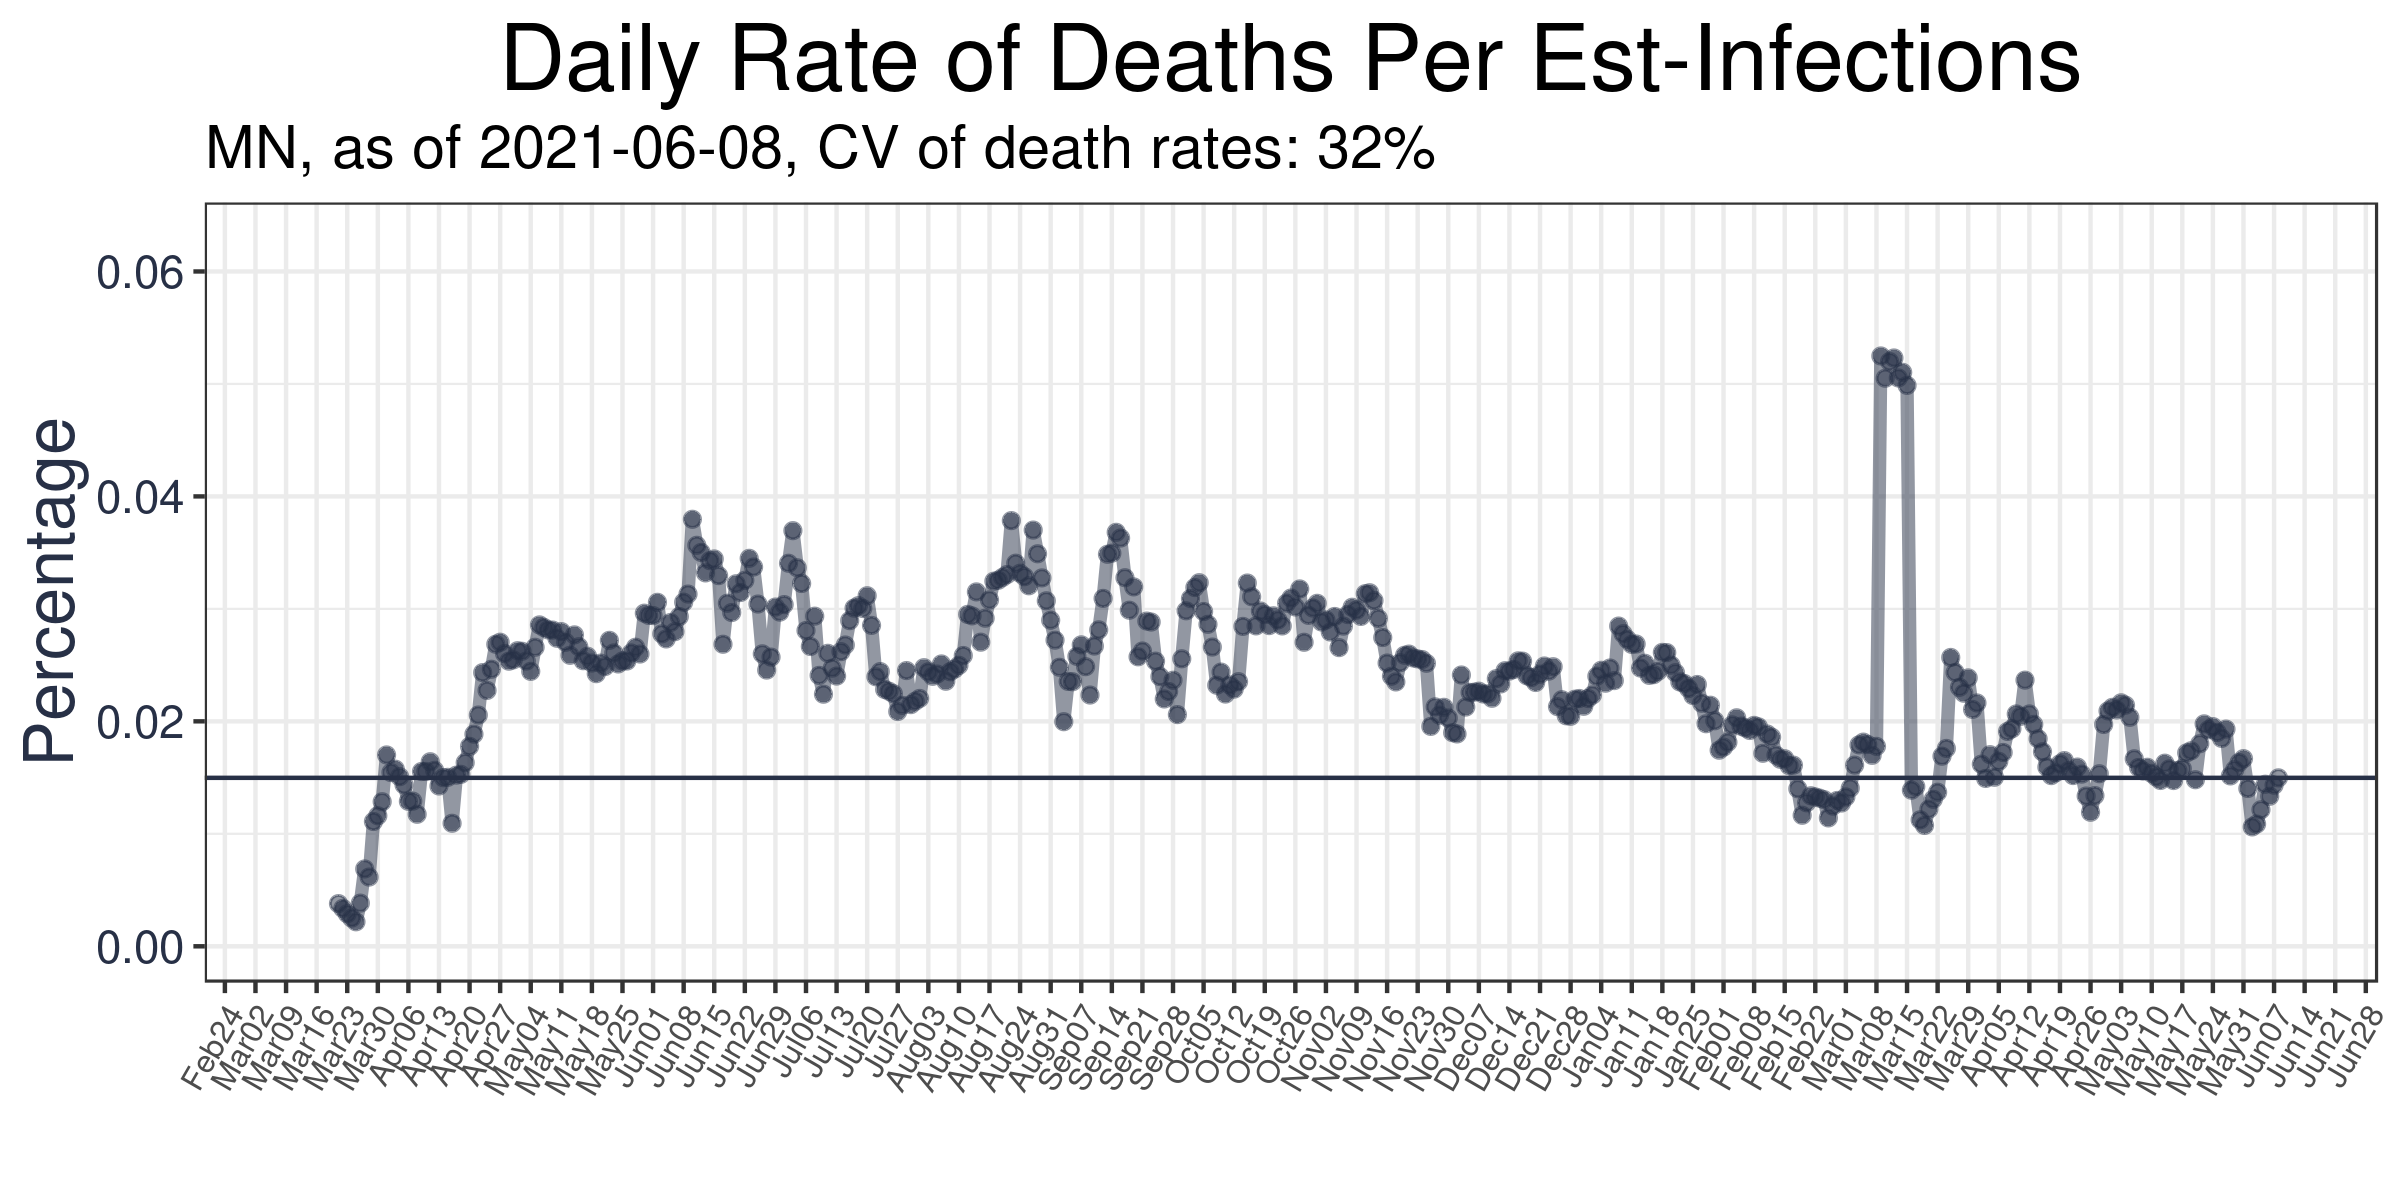 Daily Rate of Deaths Per Est-Infections
MN, as of 2021-06-08, CV of death rates: 32%
Percentage
0.06
0.04
0.02
0.00
Feb24
Mar02
Mar09
Mar16
Mar23
Mar30
Apr06
Apr13
Apr20
Apr27
May04
May11
May18
May25
Jun01
Jun08
Jun15
Jun22
Jun29
Jul06
Jul13
Jul20
Jul27
Aug03
Aug10
Aug17
Aug24
Aug31
Sep07
Sep14
Sep21
Sep28
Oct05
Oct12
Oct19
Oct26
Nov02
Nov09
Nov16
Nov23
Nov30
Dec07
Dec14
Dec21
Dec28
Jan04
Jan11
Jan18
Jan25
Feb01
Feb08
Feb15
Feb22
Mar01
Mar08
Mar15
Mar22
Mar29
Apr05
Apr12
Apr19
Apr26
May03
May10
May17
May24
May31
Jun07
Jun14
Jun21
Jun28